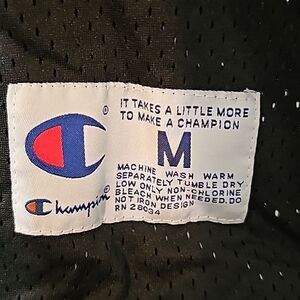 IT TAKES A LITTLE MORE
TO MAKE A CHAMPION
M
MACHINE WASH WARM
SEPARATELY TUMBLE DRY
LOW ONLY NON-CHLORINE
BLEACH WHEN NEEDED. DO
NOT IRON DESIGN
RN 26094
Champion